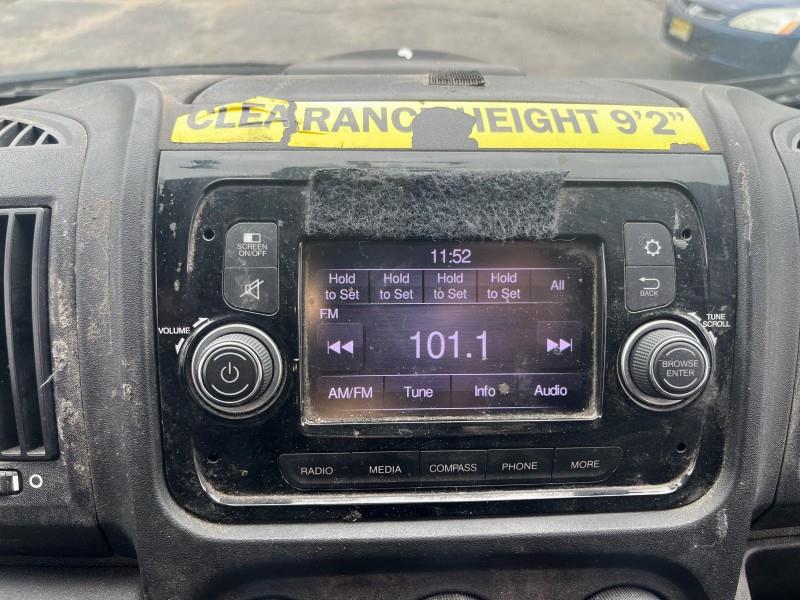 CLEARANC HEIGHT 9'2"
SCREEN
ON/OFF
11:52
Hold to Set Hold to Set Hold to Set Hold to Set All
BACK
FM
VOLUME
TUNE
SCROLL
101.1
BROWSE
ENTER
AM/FM Tune Info Audio
RADIO MEDIA COMPASS PHONE MORE